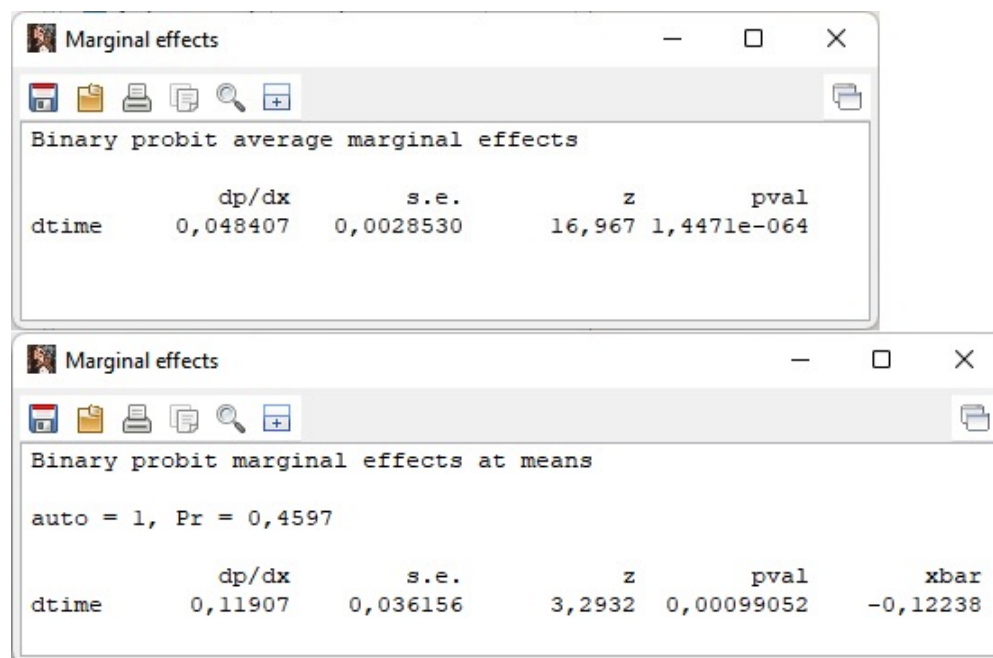 Marginal effects
Binary probit average marginal effects
dp/dx s.e. z pval
dtime 0,048407 0,0028530 16,967 1,4471e-064
Marginal effects
Binary probit marginal effects at means
auto = 1, Pr = 0,4597
dp/dx s.e. z pval xbar
dtime 0,11907 0,036156 3,2932 0,00099052 -0,12238